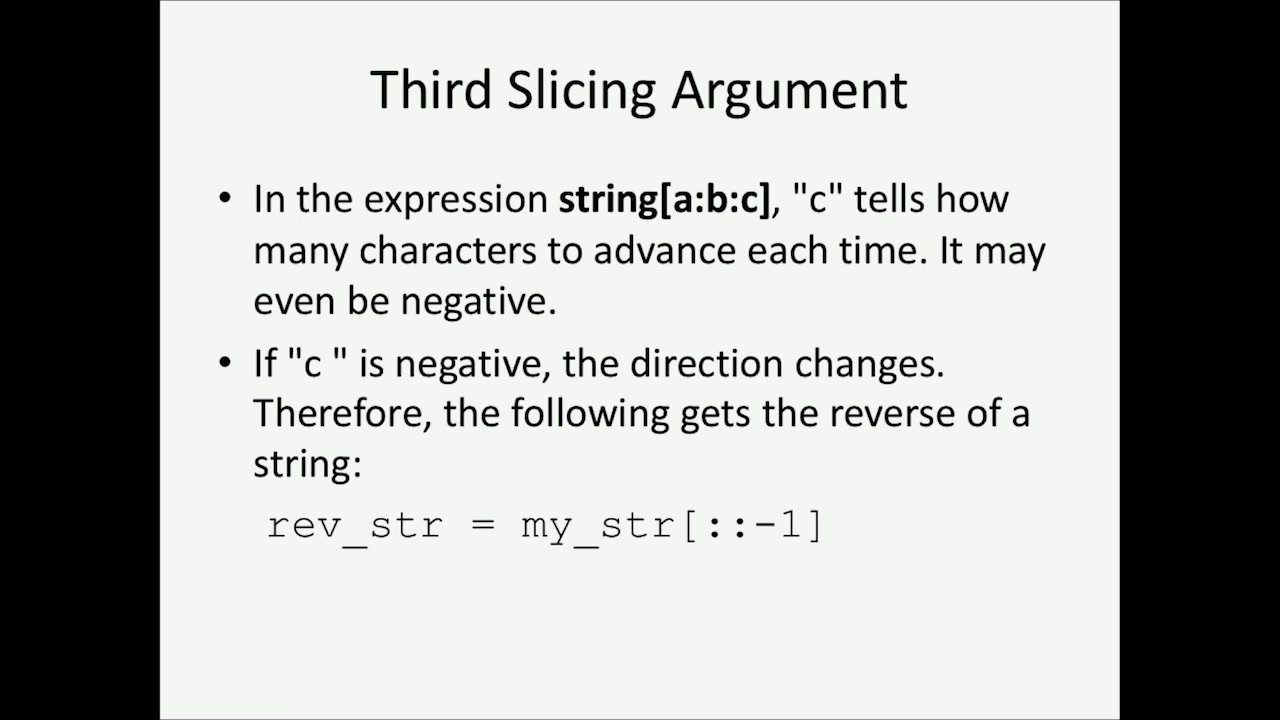 Third Slicing Argument
• In the expression string[a:b:c], "c" tells how
many characters to advance each time. It may
even be negative.
• If "c " is negative, the direction changes.
Therefore, the following gets the reverse of a
string:
rev_str = my_str[::-1]